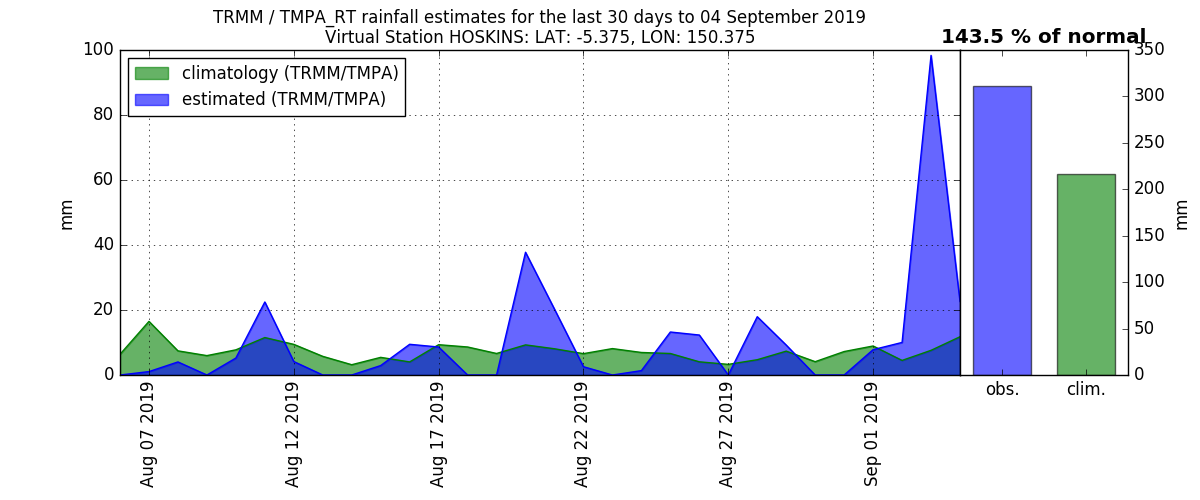 TRMM / TMPA_RT rainfall estimates for the last 30 days to 04 September 2019
Virtual Station HOSKINS: LAT: -5.375, LON: 150.375
143.5 % of normal
climatology (TRMM/TMPA)
estimated (TRMM/TMPA)
mm
100
80
60
40
20
0
Aug 07 2019
Aug 12 2019
Aug 17 2019
Aug 22 2019
Aug 27 2019
Sep 01 2019
obs.
clim.
350
300
250
200
150
100
50
0
mm